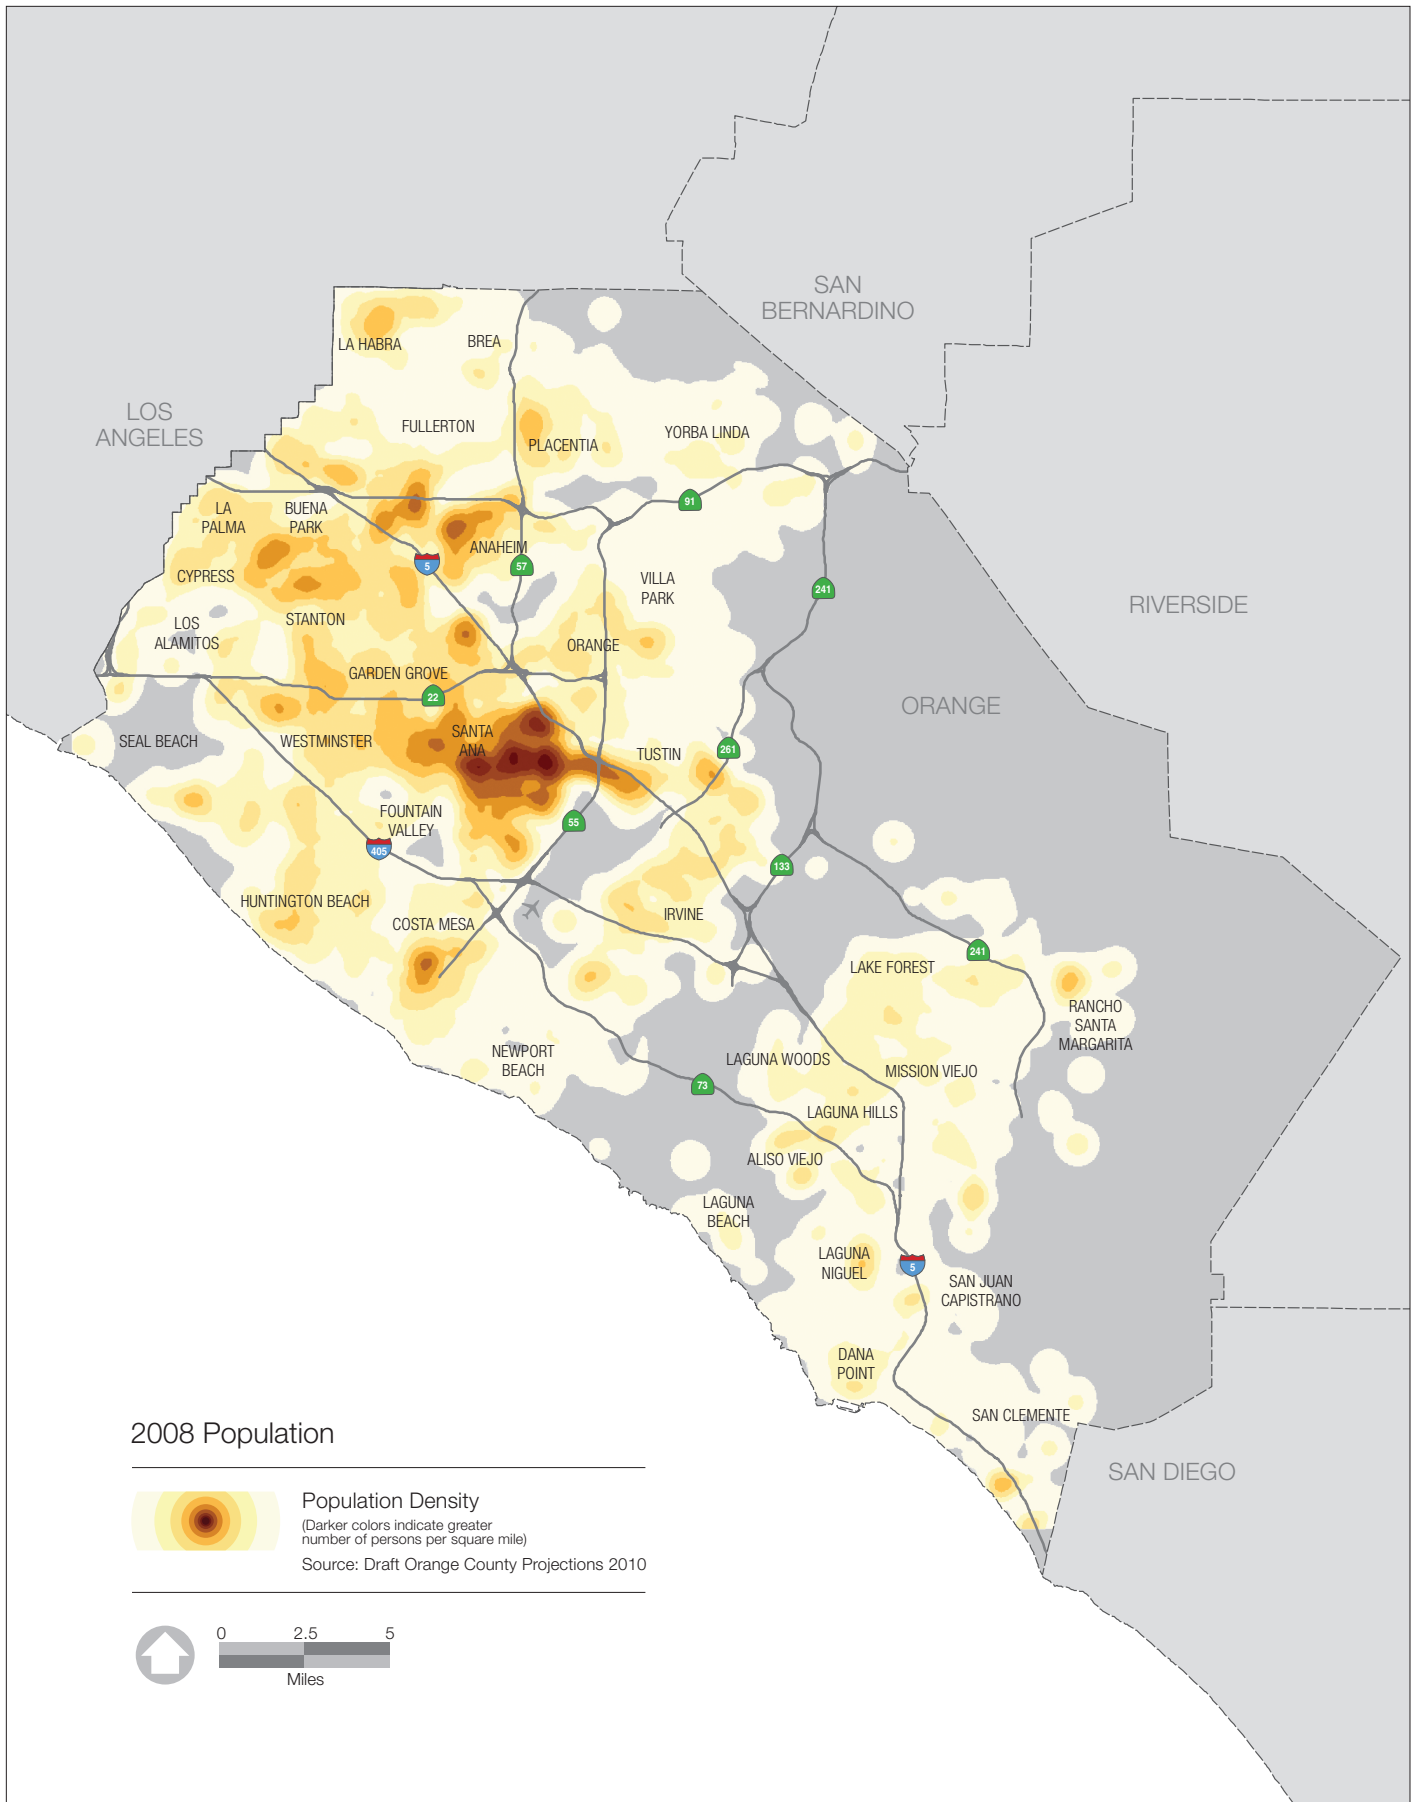 SAN
BERNARDINO
LA HABRA
BREA
LOS
ANGELES
FULLERTON
PLACENTIA
YORBA LINDA
91
LA
PALMA
BUENA
PARK
ANAHEIM
5
57
CYPRESS
VILLA
PARK
241
RIVERSIDE
LOS
ALAMITOS
STANTON
ORANGE
GARDEN GROVE
22
ORANGE
SEAL BEACH
WESTMINSTER
SANTA
ANA
TUSTIN
261
FOUNTAIN
VALLEY
55
405
133
HUNTINGTON BEACH
COSTA MESA
IRVINE
241
LAKE FOREST
RANCHO
SANTA
MARGARITA
NEWPORT
BEACH
LAGUNA WOODS
MISSION VIEJO
73
LAGUNA HILLS
ALISO VIEJO
LAGUNA
BEACH
LAGUNA
NIGUEL
5
SAN JUAN
CAPISTRANO
DANA
POINT
SAN CLEMENTE
SAN DIEGO
2008 Population
Population Density
(Darker colors indicate greater
number of persons per square mile)
Source: Draft Orange County Projections 2010
0 2.5 5
Miles